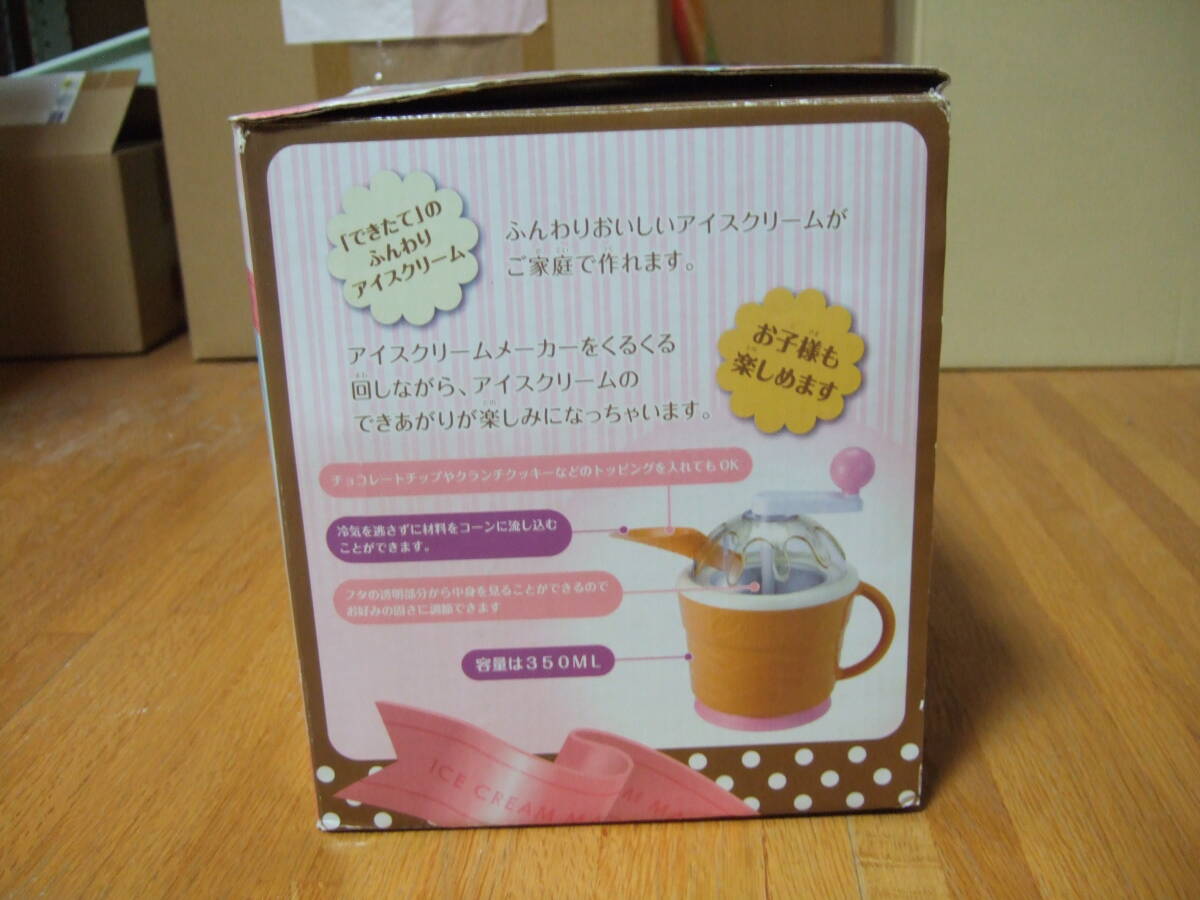 「できたて」の
ふんわり
アイスクリーム
ふんわりおいしいアイスクリームが
ご家庭で作れます。
アイスクリームメーカーをくるくる
回しながら、アイスクリームの
できあがりが楽しみになっちゃいます。
お子様も
楽しめます
チョコレートチップやクランチクッキーなどのトッピングを入れてもOK
冷気を逃さずに材料をコーンに流し込む
ことができます。
フタの透明部分から中身を見ることができるので
お好みの固さに調節できます
容量は350ML
ICE CREAM M
M MA